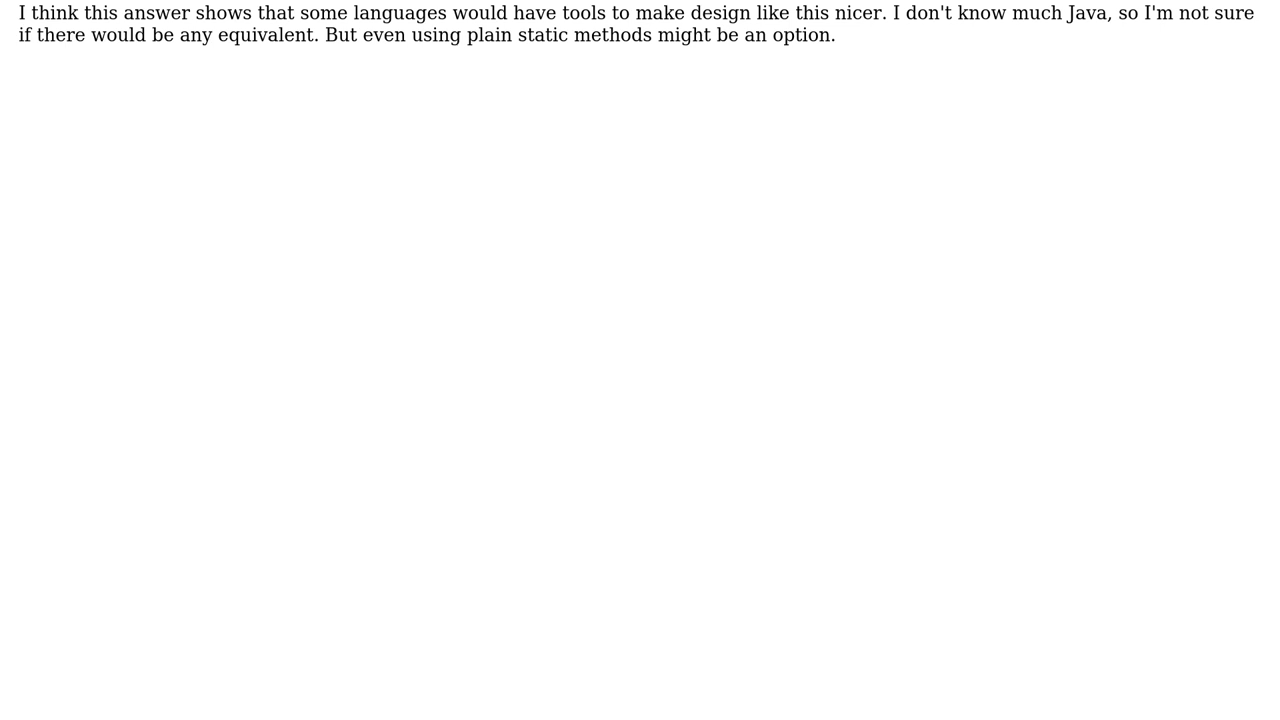 I think this answer shows that some languages would have tools to make design like this nicer. I don't know much Java, so I'm not sure
if there would be any equivalent. But even using plain static methods might be an option.